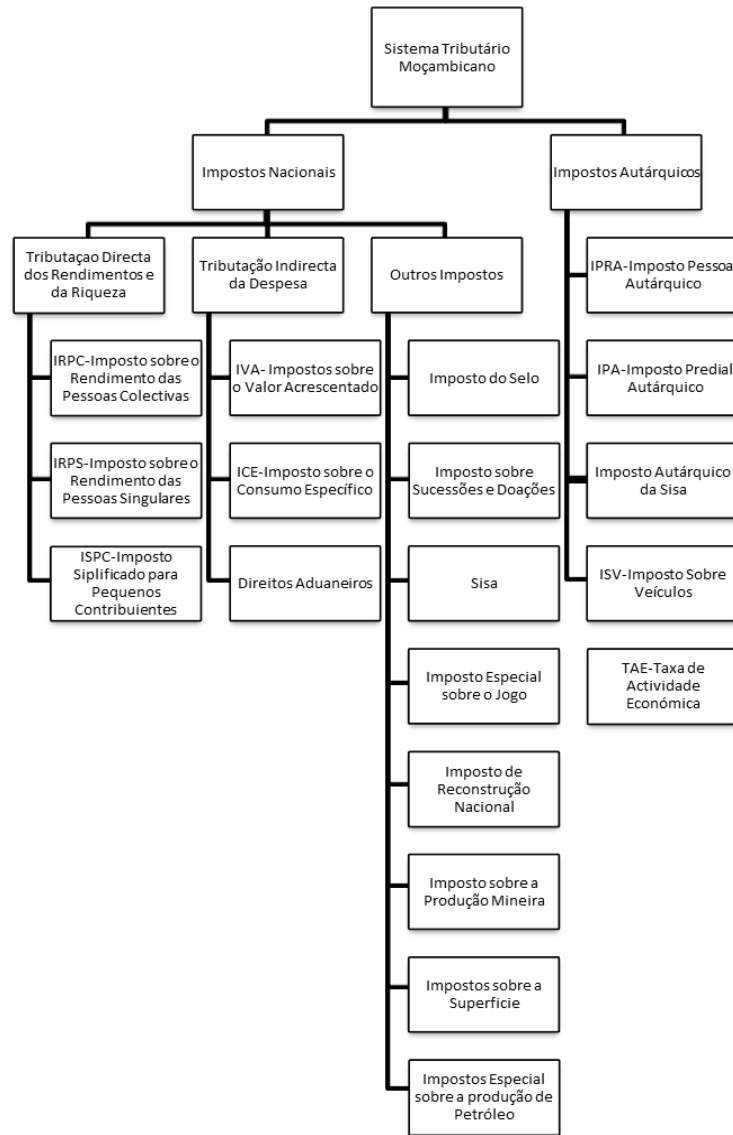 Sistema Tributário
Moçambicano
Impostos Nacionais
Impostos Autárquicos
Tributaçao Directa
dos Rendimentos e
da Riqueza
Tributação Indirecta
da Despesa
Outros Impostos
IRPC-Imposto sobre o
Rendimento das
Pessoas Colectivas
IRPS-Imposto sobre o
Rendimento das
Pessoas Singulares
ISPC-Imposto
Siplificado para
Pequenos
Contribuientes
IVA- Impostos sobre
o Valor Acrescentado
ICE-Imposto sobre o
Consumo Específico
Direitos Aduaneiros
Imposto do Selo
Imposto sobre
Sucessões e Doações
Sisa
Imposto Especial
sobre o Jogo
Imposto de
Reconstrução
Nacional
Imposto sobre a
Produção Mineira
Impostos sobre a
Superficie
Impostos Especial
sobre a produção de
Petróleo
IPRA-Imposto Pessoal
Autárquico
IPA-Imposto Predial
Autárquico
Imposto Autárquico
da Sisa
ISV-Imposto Sobre
Veículos
TAE-Taxa de
Actividade
Económica